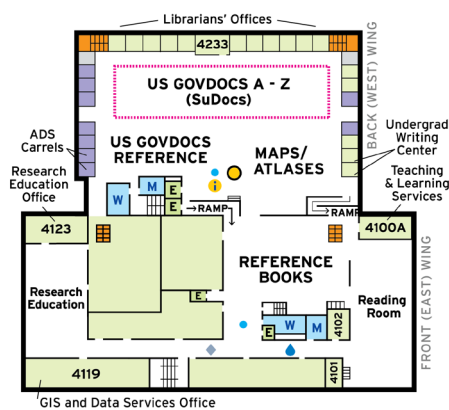 Librarians' Offices
4233
US GOVDOCS A - Z
(SuDocs)
BACK (WEST) WING
ADS
Carrels
US GOVDOCS
REFERENCE
MAPS/
ATLASES
Undergrad
Writing
Center
Research
Education
Office
Teaching
& Learning
Services
W
M
E
E
i
RAMP
RAMP
4123
4100A
REFERENCE
BOOKS
Research
Education
E
Reading
Room
FRONT (EAST) WING
E
W
M
4102
4119
4101
GIS and Data Services Office